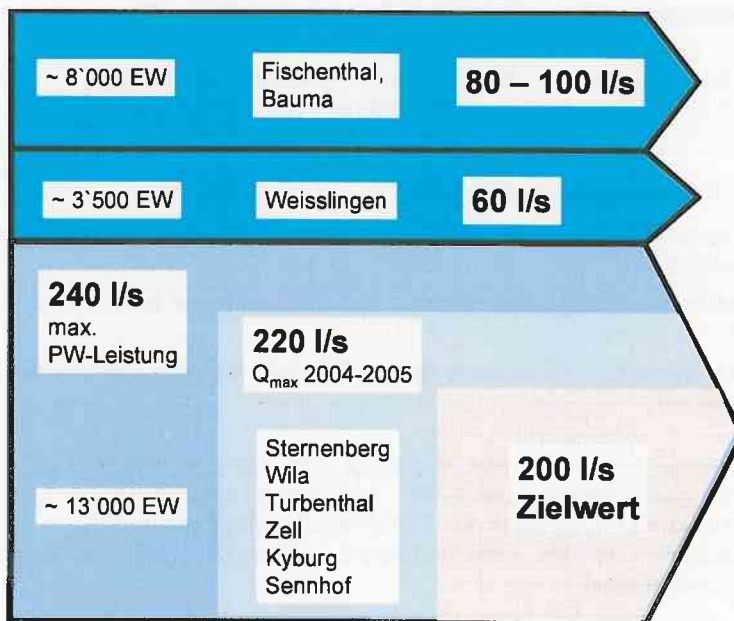 ~ 8`000 EW
Fischenthal,
Bauma
80 – 100 l/s
~ 3`500 EW
Weisslingen
60 l/s
240 l/s
max.
PW-Leistung
220 l/s
Qmax 2004-2005
~ 13`000 EW
Sternenberg
Wila
Turbenthal
Zell
Kyburg
Sennhof
200 l/s
Zielwert